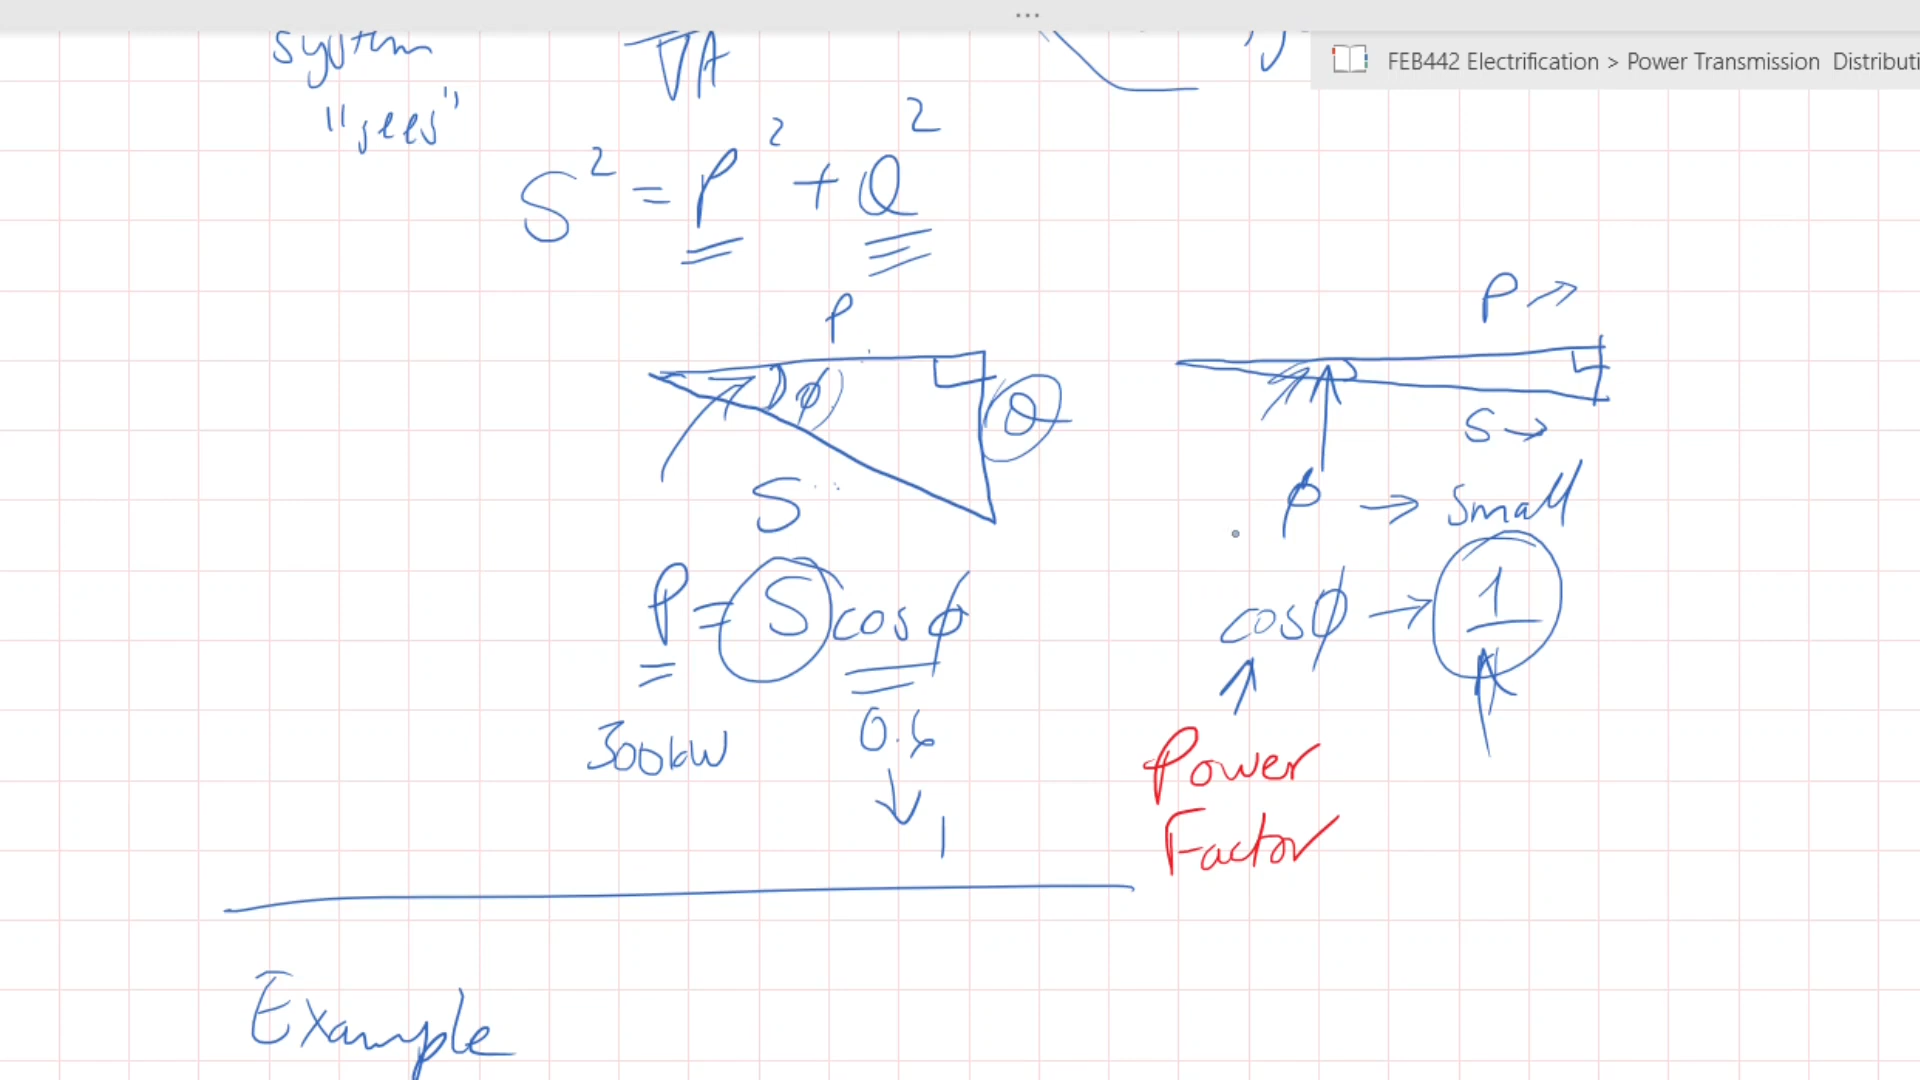 ...
FEB442 Electrification > Power Transmission Distributi
system
VA
"sees"
S² = P² + Q²
P
ϕ
Q
S
P →
S →
ϕ → small
P = S cos ϕ
cos ϕ → 1
300kW
0.6
↓ 1
Power
Factor
Example